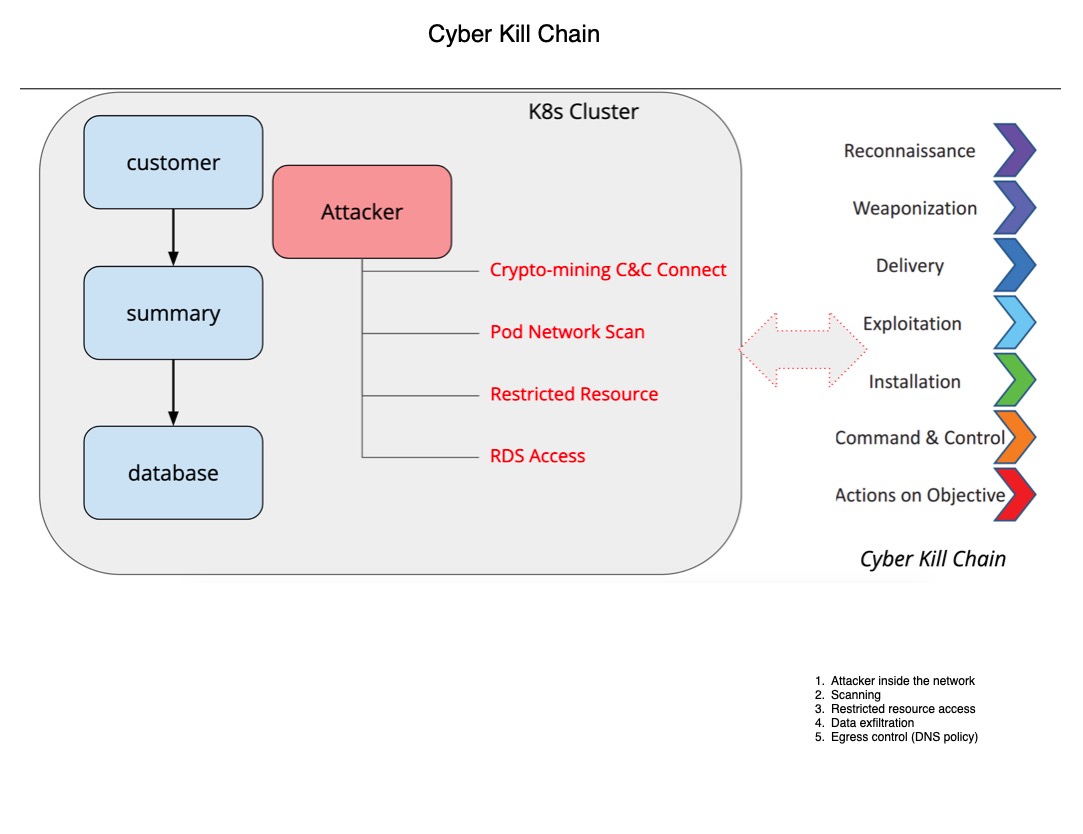 Cyber Kill Chain
K8s Cluster
customer
Attacker
summary
database
Crypto-mining C&C Connect
Pod Network Scan
Restricted Resource
RDS Access
Reconnaissance
Weaponization
Delivery
Exploitation
Installation
Command & Control
Actions on Objective
Cyber Kill Chain
1. Attacker inside the network
2. Scanning
3. Restricted resource access
4. Data exfiltration
5. Egress control (DNS policy)